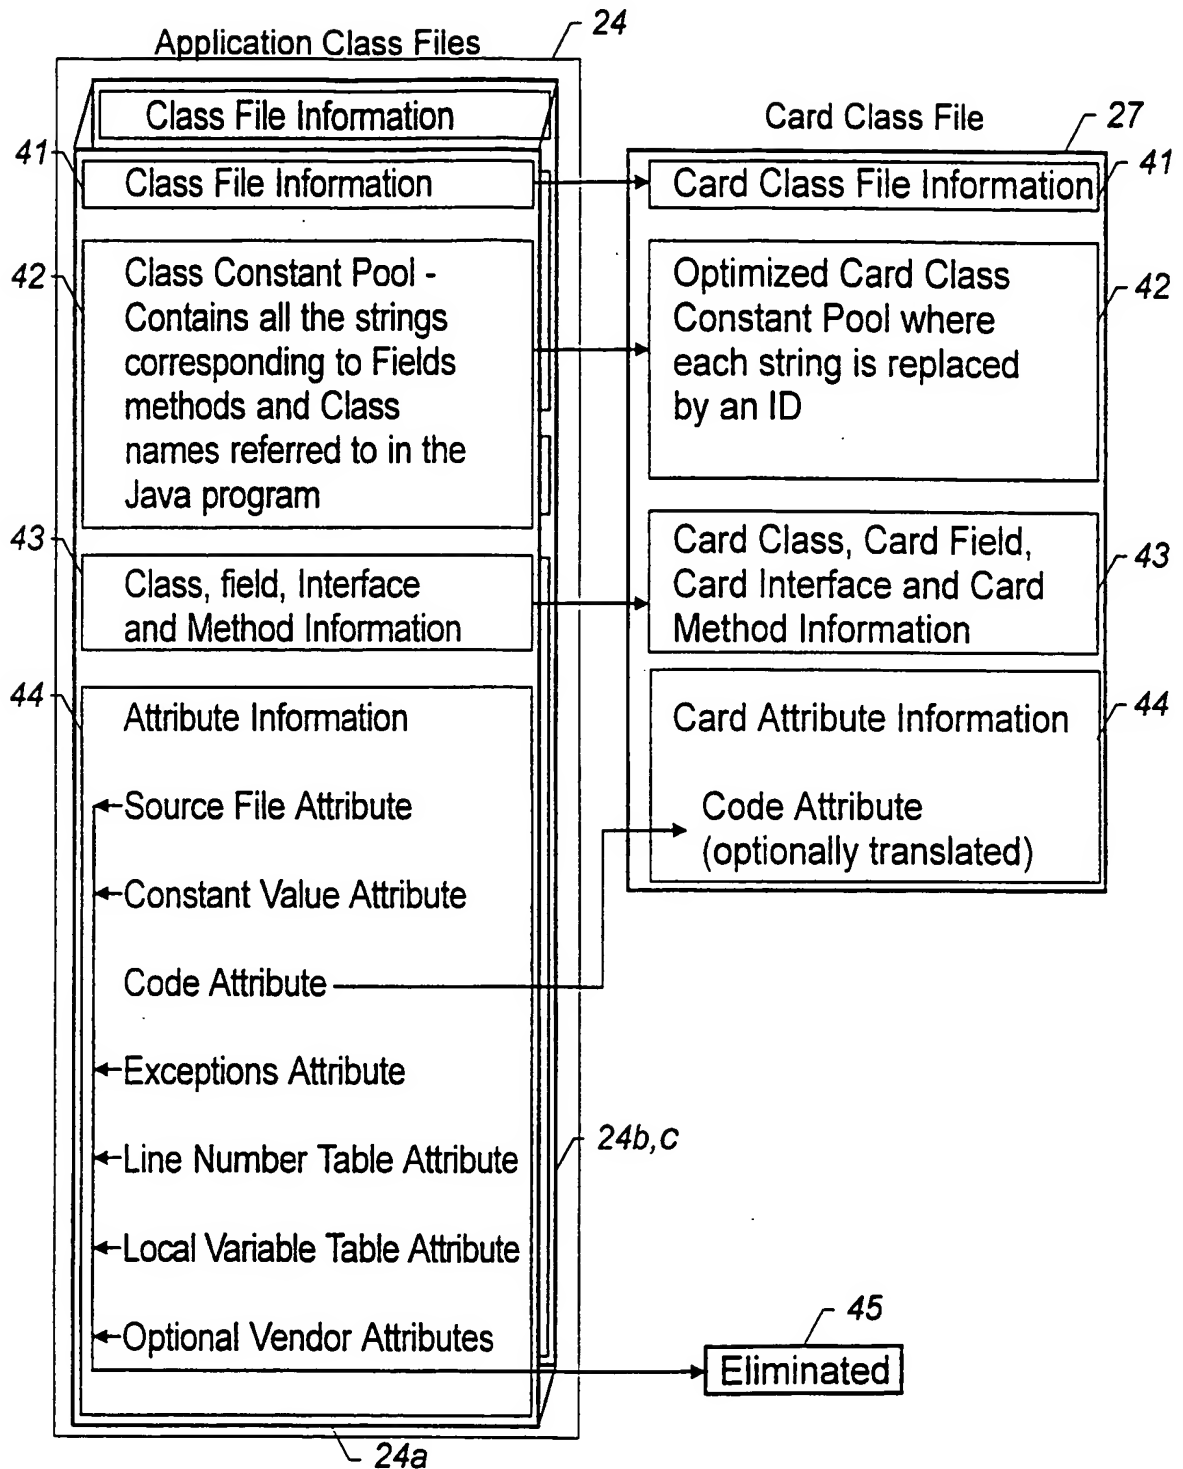 24
Application Class Files
Class File Information
41
Class File Information
42
Class Constant Pool -
Contains all the strings
corresponding to Fields
methods and Class
names referred to in the
Java program
43
Class, field, Interface
and Method Information
44
Attribute Information
Source File Attribute
Constant Value Attribute
Code Attribute
Exceptions Attribute
Line Number Table Attribute
Local Variable Table Attribute
Optional Vendor Attributes
24b,c
24a
Card Class File
27
Card Class File Information
41
Optimized Card Class
Constant Pool where
each string is replaced
by an ID
42
Card Class, Card Field,
Card Interface and Card
Method Information
43
Card Attribute Information
44
Code Attribute
(optionally translated)
45
Eliminated